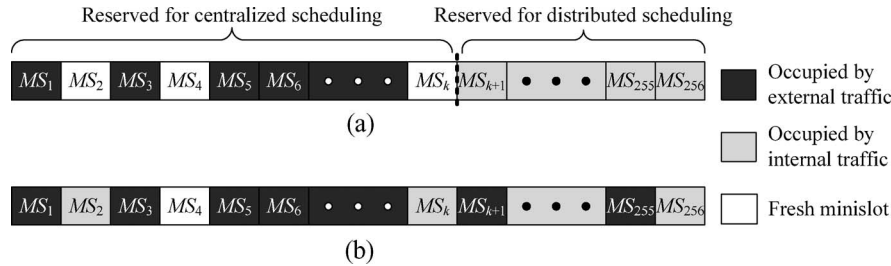 Reserved for centralized scheduling Reserved for distributed scheduling
MS1 MS2 MS3 MS4 MS5 MS6 • • • MSk MSk+1 • • • MS255 MS256
(a)
Occupied by
external traffic
Occupied by
internal traffic
MS1 MS2 MS3 MS4 MS5 MS6 • • • MSk MSk+1 • • • MS255 MS256
Fresh minislot
(b)